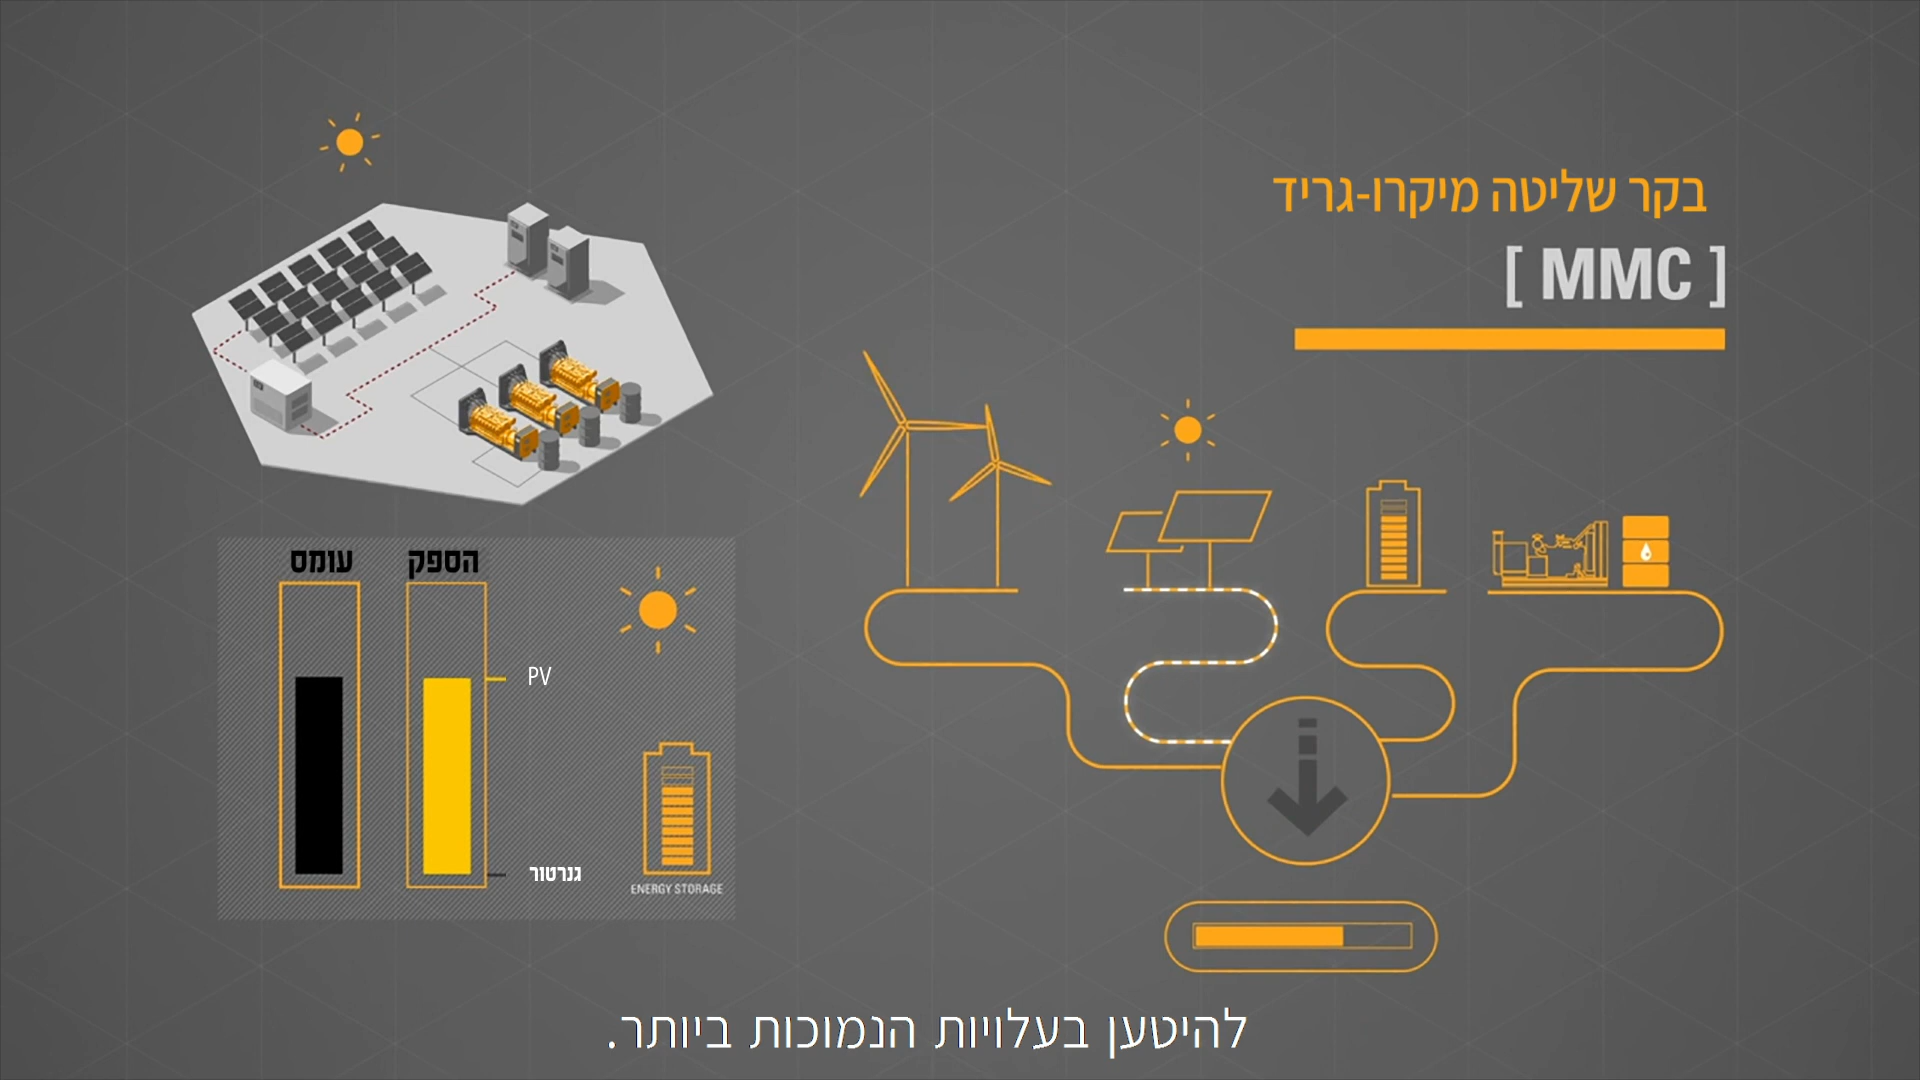 בקר שליטה מיקרו-גריד
[ MMC ]
הספק
עומס
PV
גנרטור
ENERGY STORAGE
להיטען בעלויות הנמוכות ביותר.